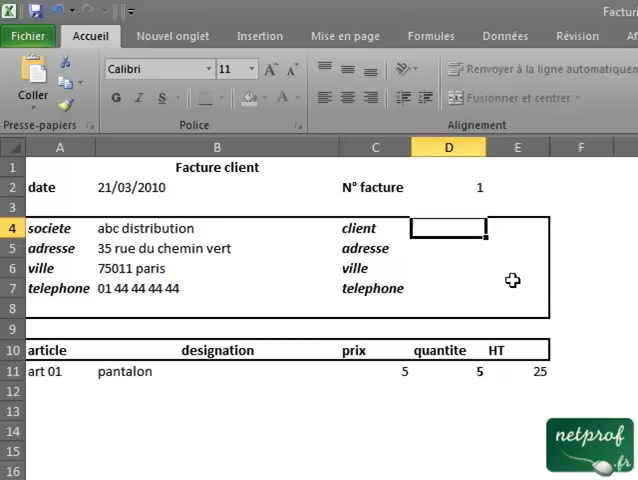 Facturi
Fichier Accueil Nouvel onglet Insertion Mise en page Formules Données Révision Af
Coller
Calibri 11
Renvoyer à la ligne automatiquem
G I S
Fusionner et centrer
Presse-papiers Police Alignement
A B C D E F
1 Facture client
2 date 21/03/2010 N° facture 1
3
4 societe abc distribution client
5 adresse 35 rue du chemin vert adresse
6 ville 75011 paris ville
7 telephone 01 44 44 44 44 telephone
8
9
10 article designation prix quantite HT
11 art 01 pantalon 5 5 25
12
13
14
15
16
netprof
.fr